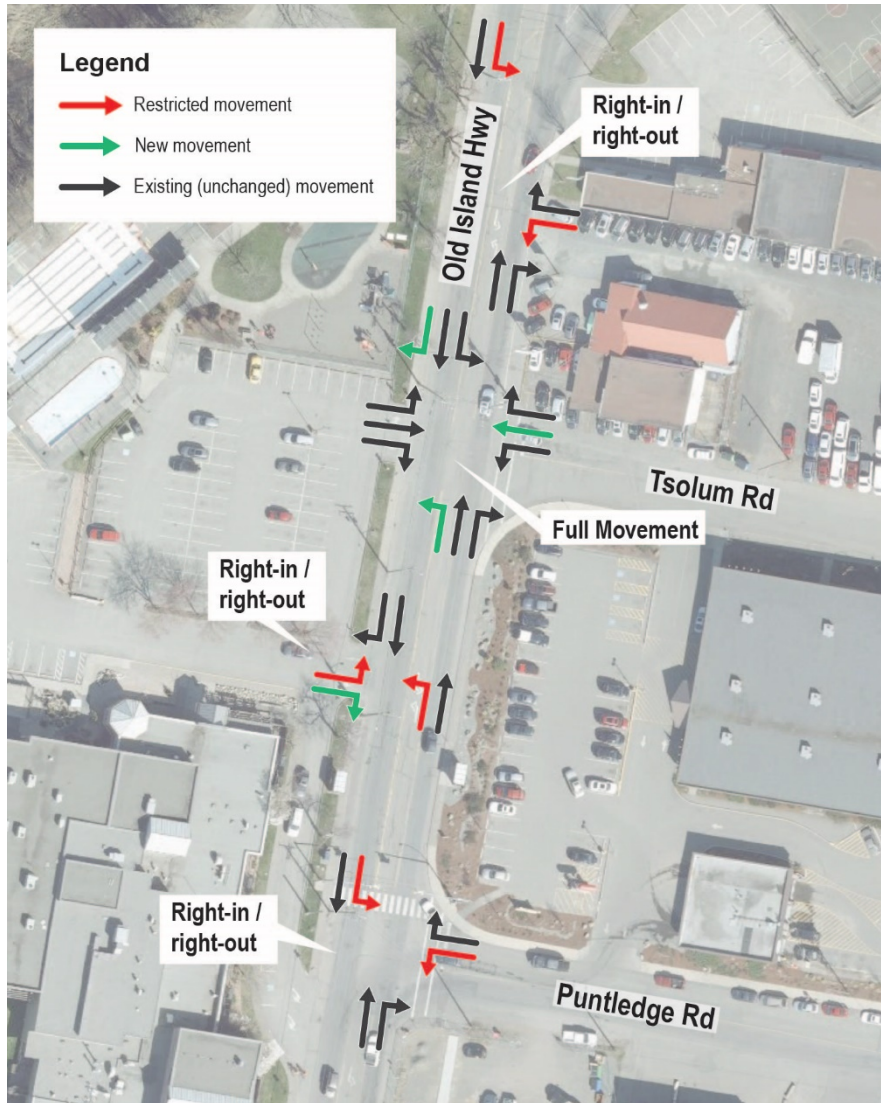 Legend
Restricted movement
New movement
Existing (unchanged) movement
Old Island Hwy
Right-in /
right-out
Tsolum Rd
Full Movement
Right-in /
right-out
Right-in /
right-out
Puntledge Rd